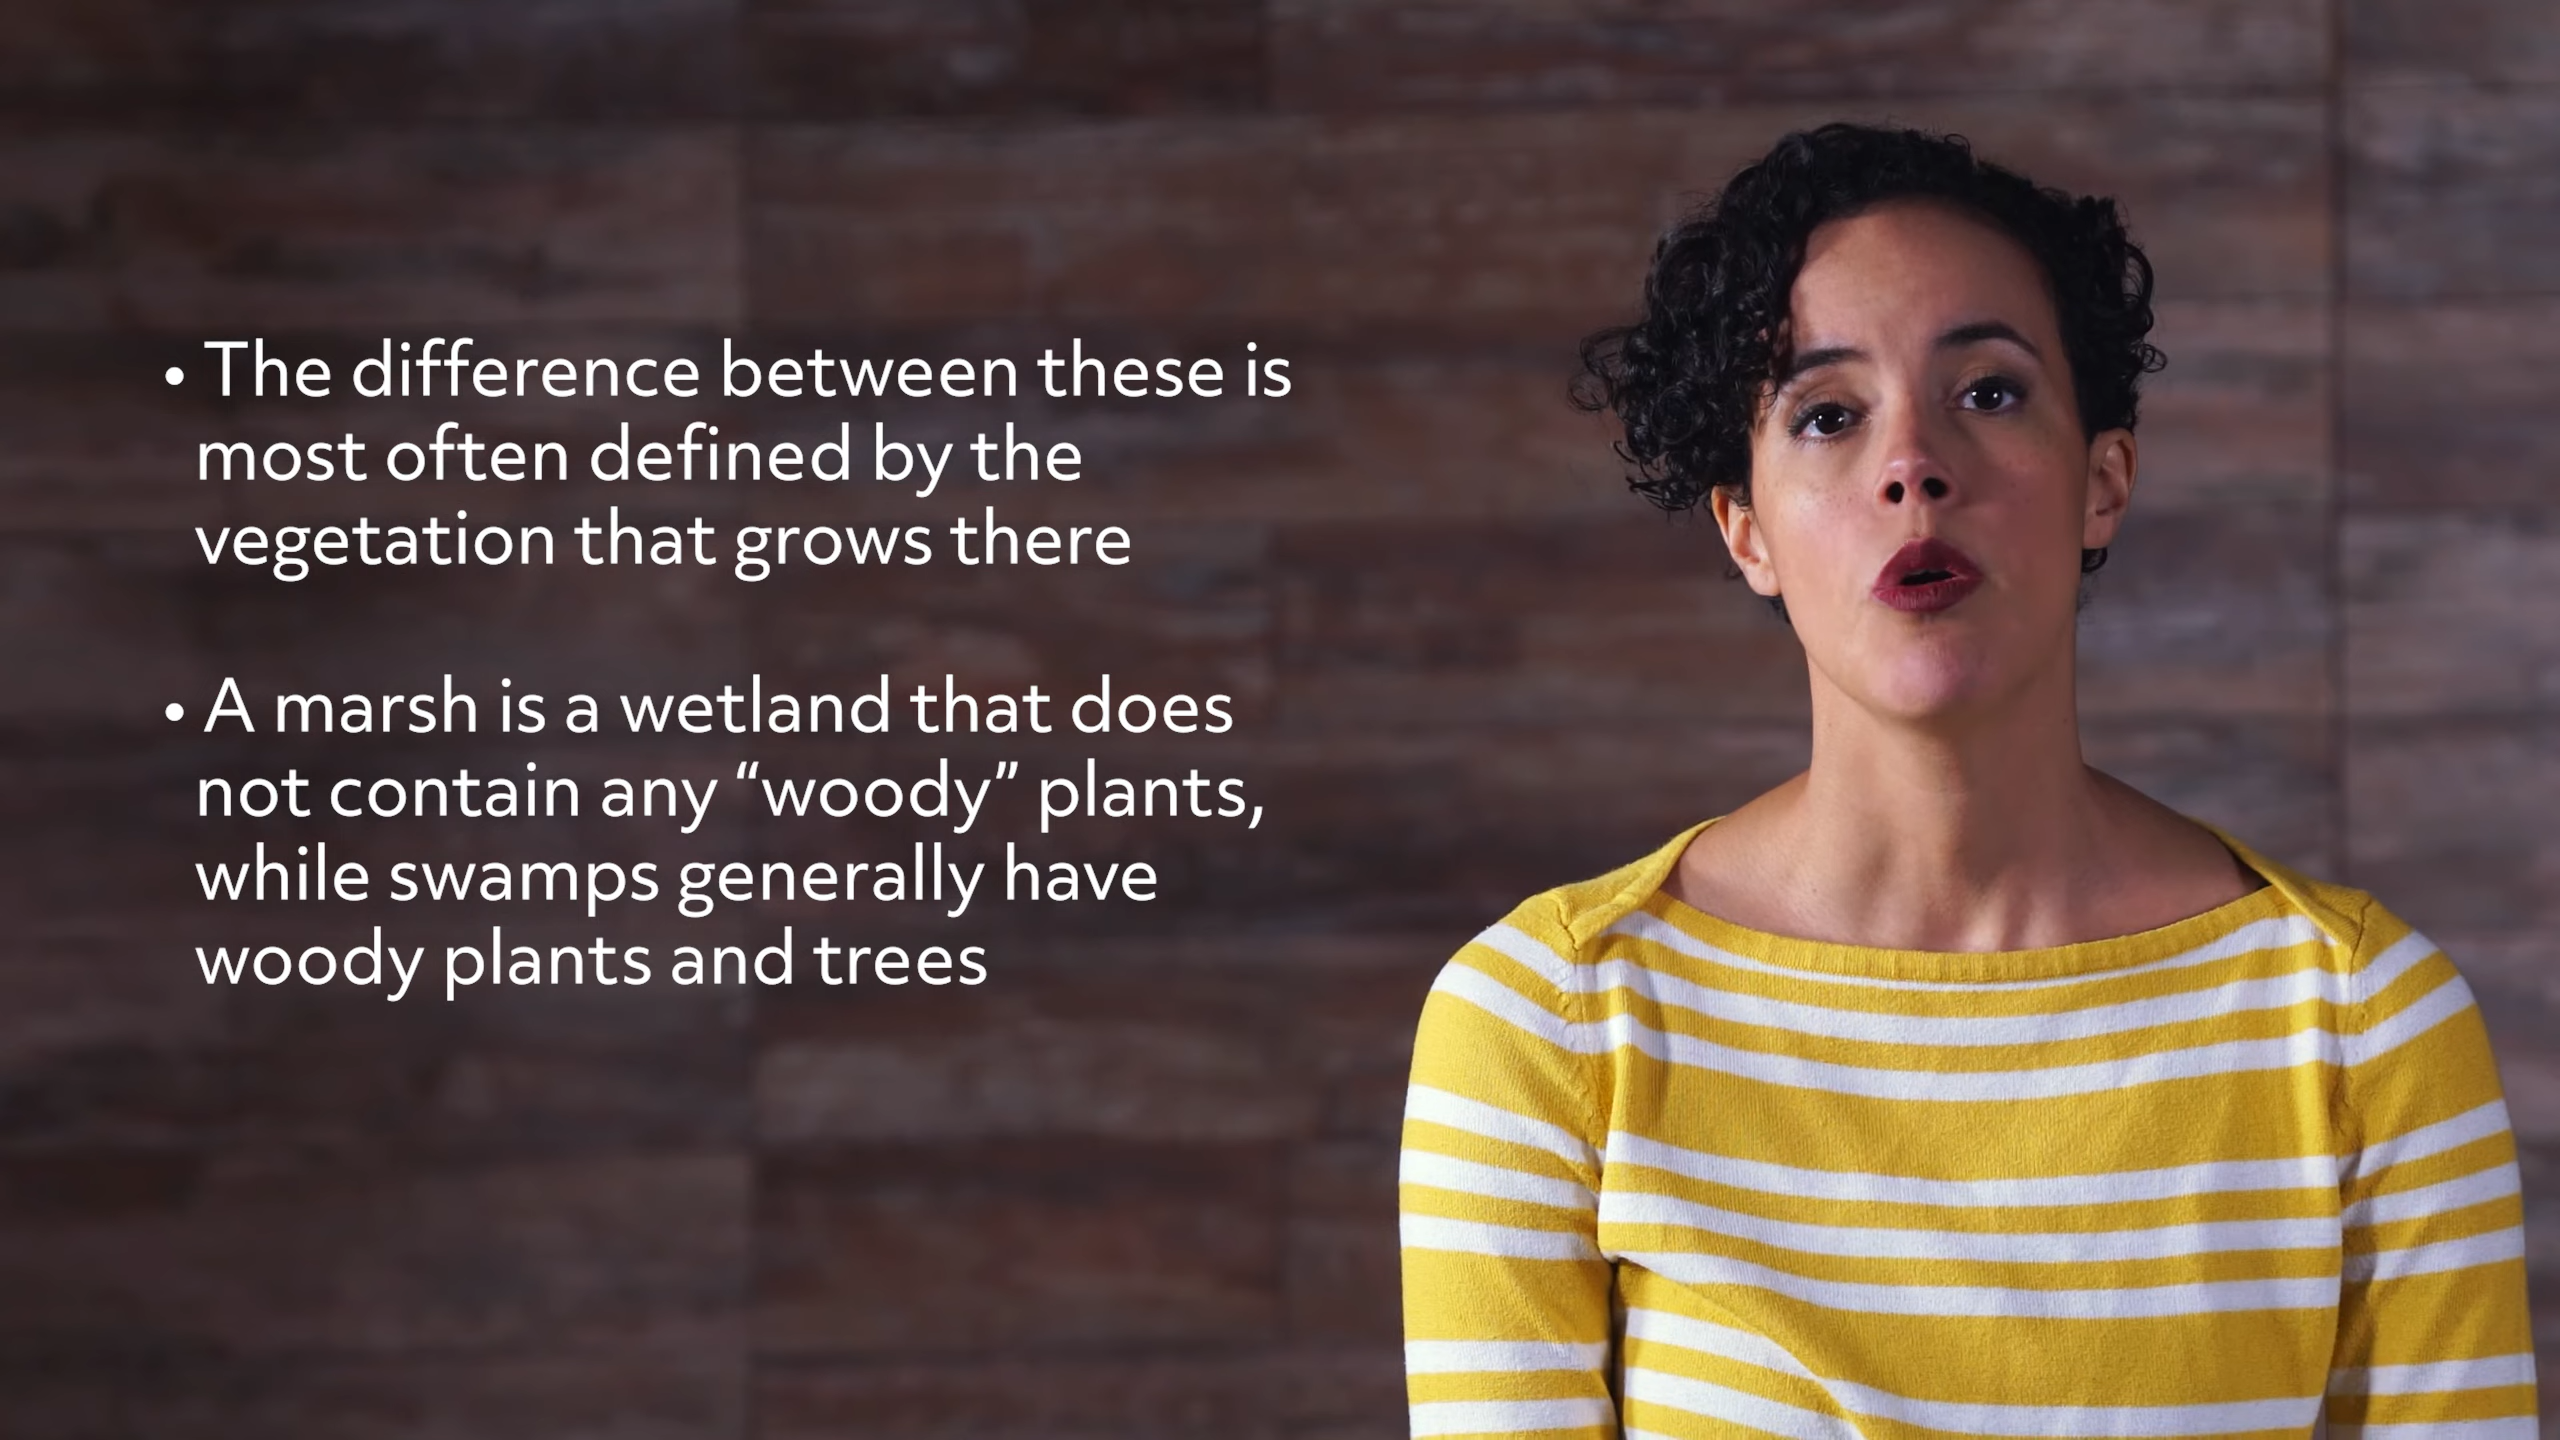 • The difference between these is
most often defined by the
vegetation that grows there
• A marsh is a wetland that does
not contain any “woody” plants,
while swamps generally have
woody plants and trees